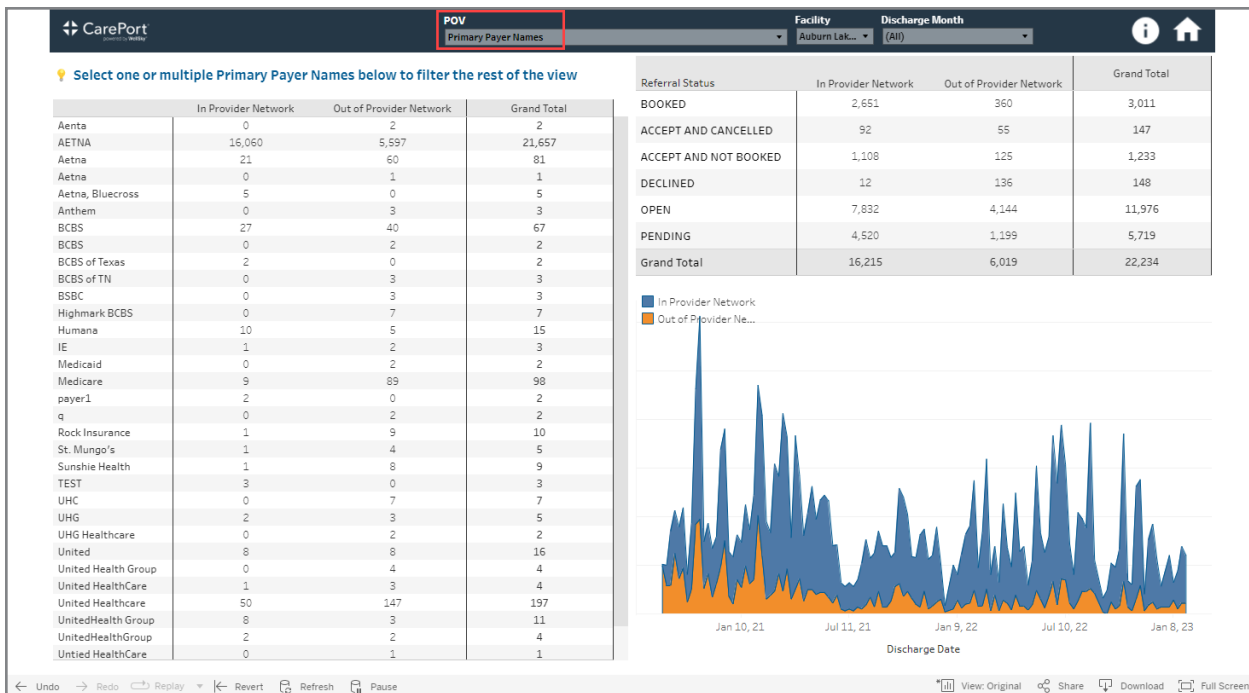 CarePort
powered by WellSky
POV
Primary Payer Names
Facility
Auburn Lak...
Discharge Month
(All)
Select one or multiple Primary Payer Names below to filter the rest of the view
In Provider Network Out of Provider Network Grand Total
Aenta 0 2 2
AETNA 16,060 5,597 21,657
Aetna 21 60 81
Aetna 0 1 1
Aetna, Bluecross 5 0 5
Anthem 0 3 3
BCBS 27 40 67
BCBS 0 2 2
BCBS of Texas 2 0 2
BCBS of TN 0 3 3
BSBC 0 3 3
Highmark BCBS 0 7 7
Humana 10 5 15
IE 1 2 3
Medicaid 0 2 2
Medicare 9 89 98
payer1 2 0 2
q 0 2 2
Rock Insurance 1 9 10
St. Mungo's 1 4 5
Sunshie Health 1 8 9
TEST 3 0 3
UHC 0 7 7
UHG 2 3 5
UHG Healthcare 0 2 2
United 8 8 16
United Health Group 0 4 4
United HealthCare 1 3 4
United Healthcare 50 147 197
UnitedHealth Group 8 3 11
UnitedHealthGroup 2 2 4
Untied HealthCare 0 1 1
Referral Status In Provider Network Out of Provider Network Grand Total
BOOKED 2,651 360 3,011
ACCEPT AND CANCELLED 92 55 147
ACCEPT AND NOT BOOKED 1,108 125 1,233
DECLINED 12 136 148
OPEN 7,832 4,144 11,976
PENDING 4,520 1,199 5,719
Grand Total 16,215 6,019 22,234
In Provider Network
Out of Provider Ne...
Jan 10, 21 Jul 11, 21 Jan 9, 22 Jul 10, 22 Jan 8, 23
Discharge Date
Undo Redo Replay Revert Refresh Pause View: Original Share Download Full Screen